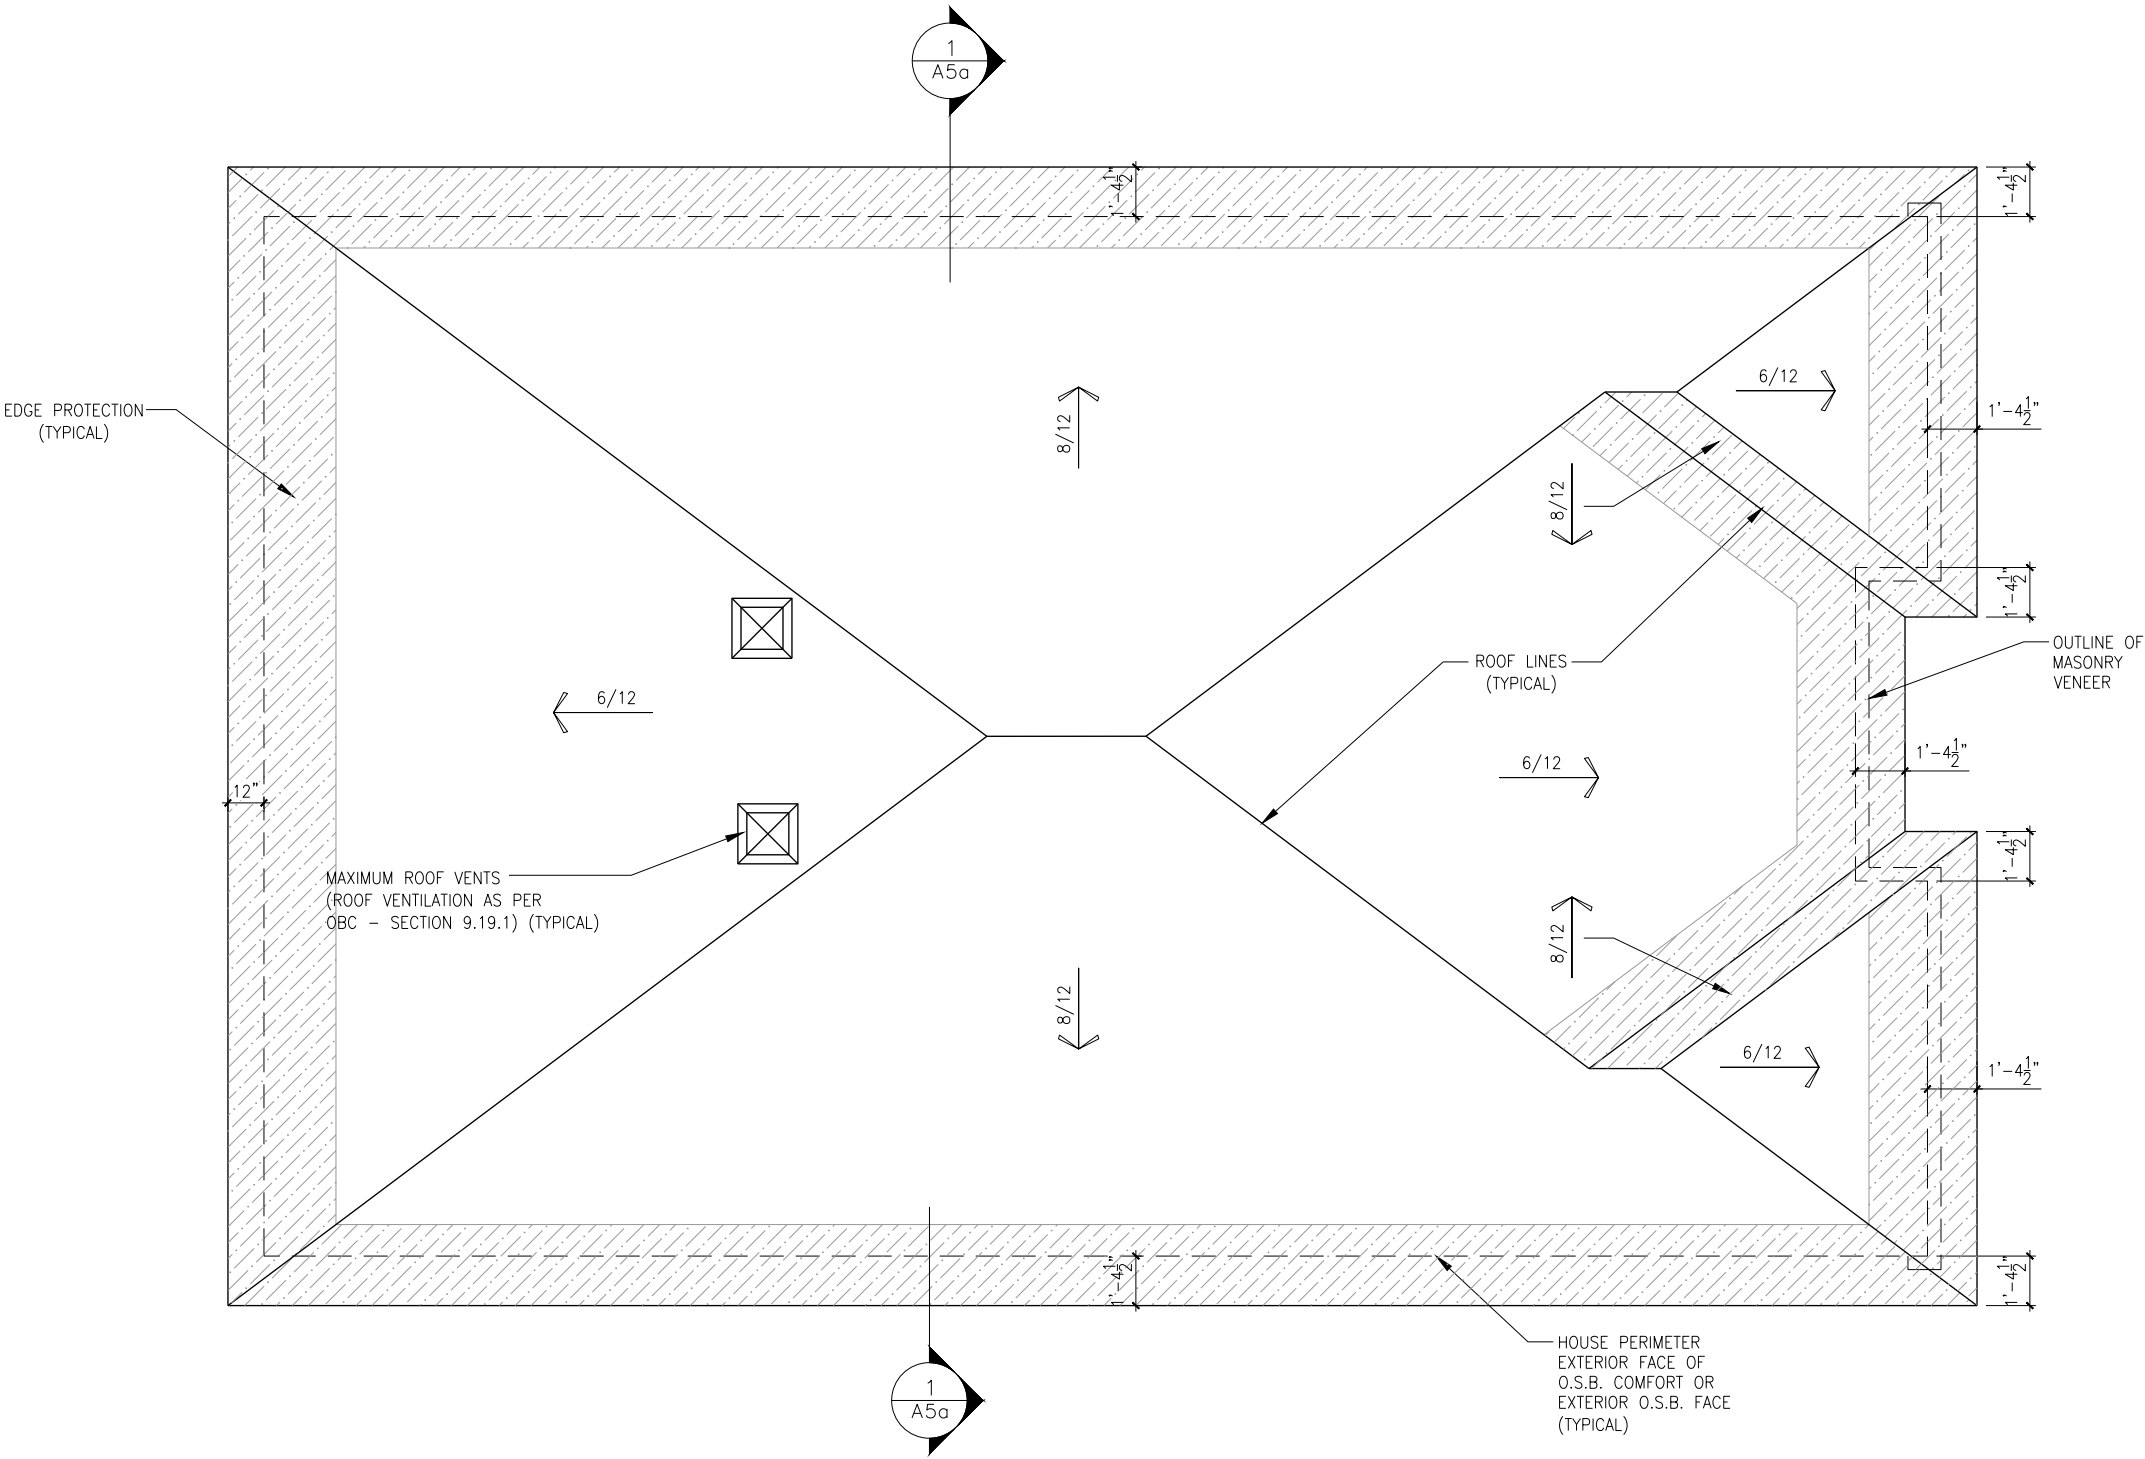 1
A5a
1'-4½"
1'-4½"
6/12
EDGE PROTECTION
(TYPICAL)
8/12
1'-4½"
8/12
1'-4½"
OUTLINE OF
MASONRY
VENEER
ROOF LINES
(TYPICAL)
6/12
1'-4½"
6/12
12"
1'-4½"
MAXIMUM ROOF VENTS
(ROOF VENTILATION AS PER
OBC - SECTION 9.19.1) (TYPICAL)
8/12
8/12
6/12
1'-4½"
1'-4½"
1'-4½"
HOUSE PERIMETER
EXTERIOR FACE OF
O.S.B. COMFORT OR
EXTERIOR O.S.B. FACE
(TYPICAL)
1
A5a